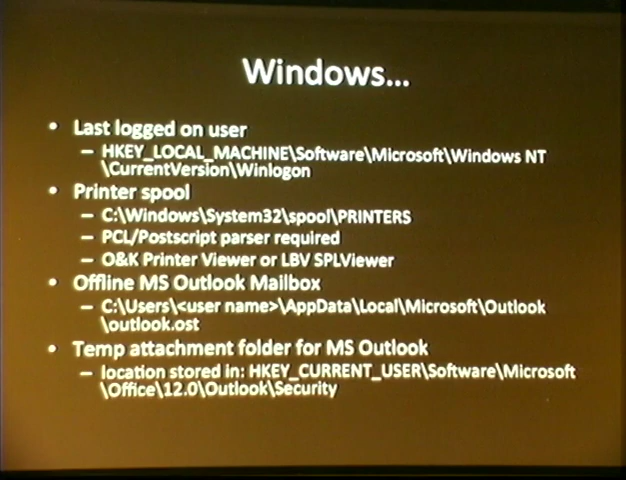 Windows...
• Last logged on user
– HKEY_LOCAL_MACHINE\Software\Microsoft\Windows NT
\CurrentVersion\Winlogon
• Printer spool
– C:\Windows\System32\spool\PRINTERS
– PCL/Postscript parser required
– O&K Printer Viewer or LBV SPLViewer
• Offline MS Outlook Mailbox
– C:\Users\<user name>\AppData\Local\Microsoft\Outlook
\outlook.ost
• Temp attachment folder for MS Outlook
– location stored in: HKEY_CURRENT_USER\Software\Microsoft
\Office\12.0\Outlook\Security